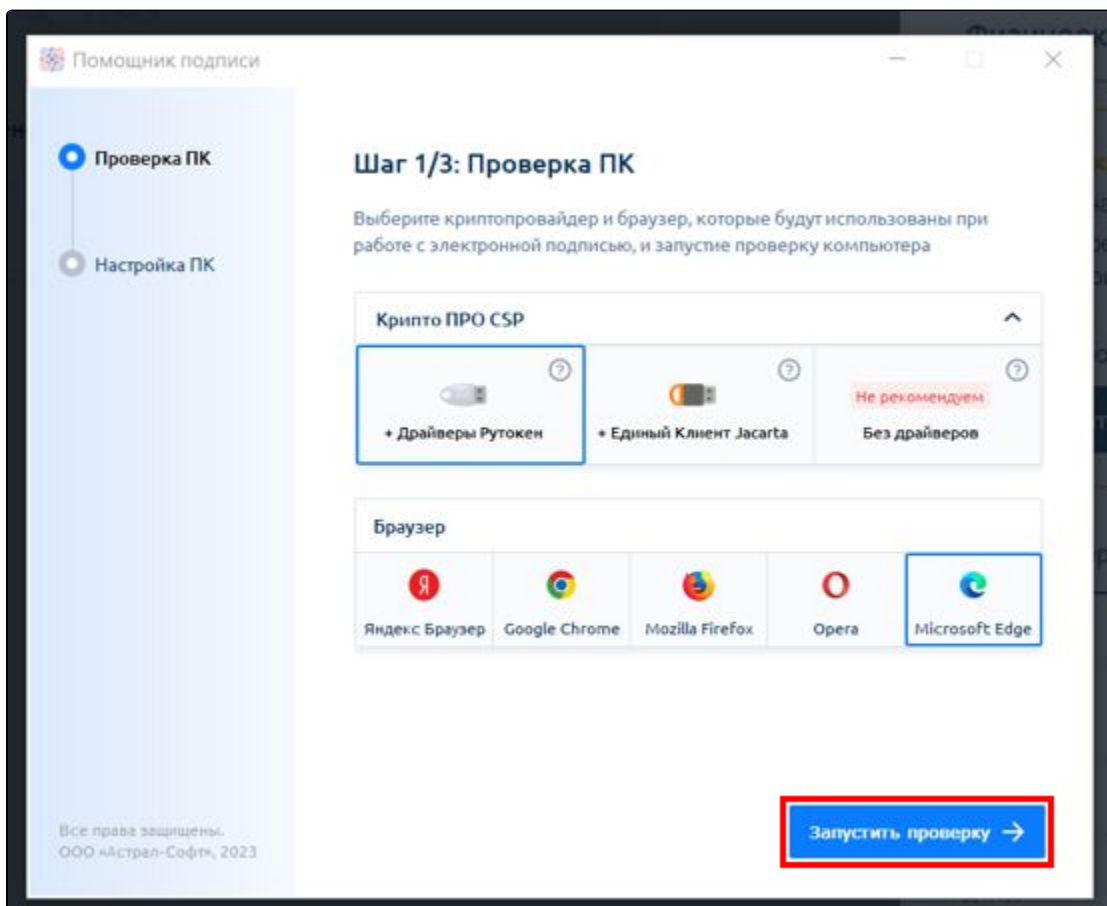 Помощник подписи
Проверка ПК
Настройка ПК
Шаг 1/3: Проверка ПК
Выберите криптопровайдер и браузер, которые будут использованы при
работе с электронной подписью, и запустие проверку компьютера
Крипто ПРО CSP
+ Драйверы Рутокен
+ Единый Клиент Jacarta
Не рекомендуем
Без драйверов
Браузер
Яндекс Браузер
Google Chrome
Mozilla Firefox
Opera
Microsoft Edge
Запустить проверку →
Все права защищены.
ООО «Астрал-Софт», 2023